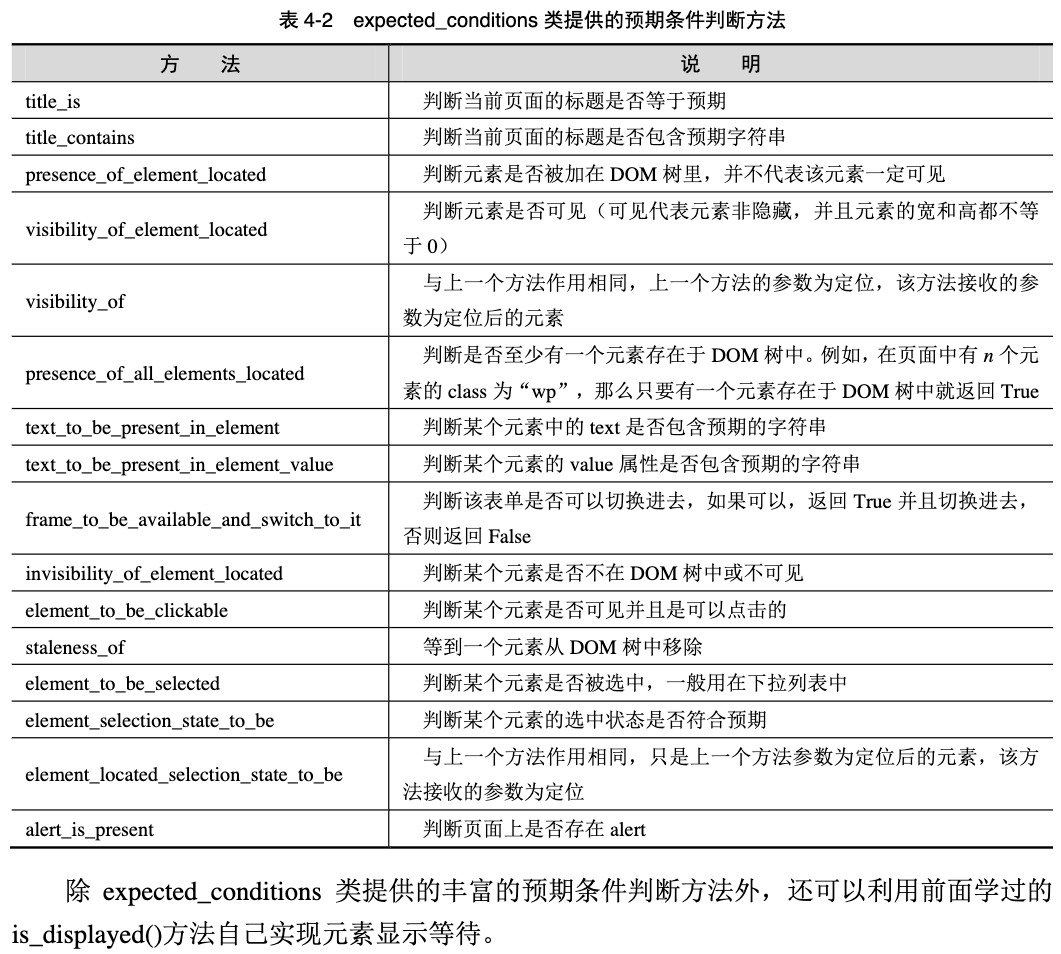 表 4-2 expected_conditions 类提供的预期条件判断方法
方 法 说 明
title_is 判断当前页面的标题是否等于预期
title_contains 判断当前页面的标题是否包含预期字符串
presence_of_element_located 判断元素是否被加在 DOM 树里，并不代表该元素一定可见
visibility_of_element_located 判断元素是否可见（可见代表元素非隐藏，并且元素的宽和高都不等
于 0）
visibility_of 与上一个方法作用相同，上一个方法的参数为定位，该方法接收的参
数为定位后的元素
presence_of_all_elements_located 判断是否至少有一个元素存在于 DOM 树中。例如，在页面中有 n 个元
素的 class 为“wp”，那么只要有一个元素存在于 DOM 树中就返回 True
text_to_be_present_in_element 判断某个元素中的 text 是否包含预期的字符串
text_to_be_present_in_element_value 判断某个元素的 value 属性是否包含预期的字符串
frame_to_be_available_and_switch_to_it 判断该表单是否可以切换进去，如果可以，返回 True 并且切换进去，
否则返回 False
invisibility_of_element_located 判断某个元素是否不在 DOM 树中或不可见
element_to_be_clickable 判断某个元素是否可见并且是可以点击的
staleness_of 等到一个元素从 DOM 树中移除
element_to_be_selected 判断某个元素是否被选中，一般用在下拉列表中
element_selection_state_to_be 判断某个元素的选中状态是否符合预期
element_located_selection_state_to_be 与上一个方法作用相同，只是上一个方法参数为定位后的元素，该方
法接收的参数为定位
alert_is_present 判断页面上是否存在 alert
除 expected_conditions 类提供的丰富的预期条件判断方法外，还可以利用前面学过的
is_displayed()方法自己实现元素显示等待。